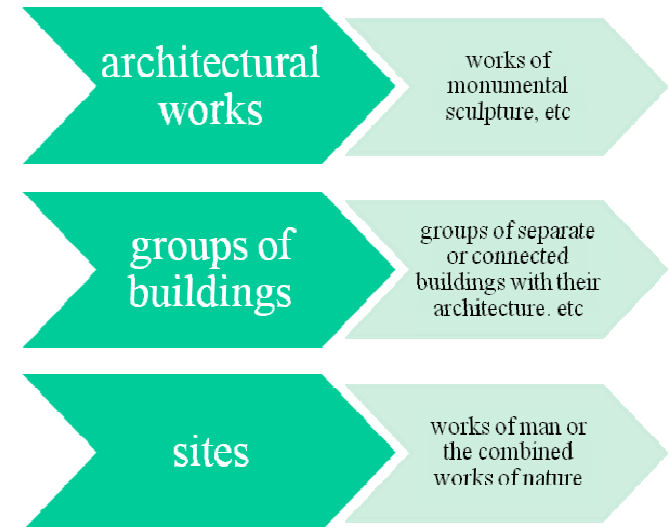 architectural
works
works of
monumental
sculpture, etc
groups of
buildings
groups of separate
or connected
buildings with their
architecture. etc
sites
works of man or
the combined
works of nature